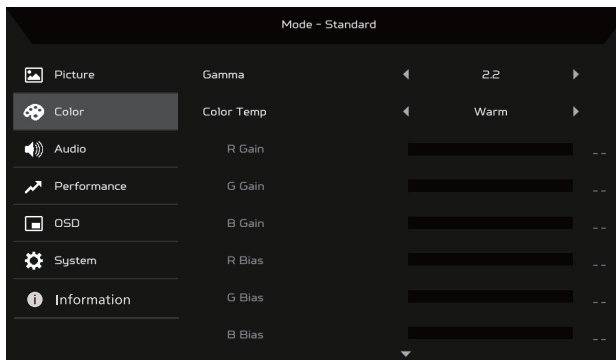 Mode - Standard
Picture
Gamma 2.2
Color
Color Temp Warm
Audio
R Gain --
Performance
G Gain --
OSD
B Gain --
System
R Bias --
Information
G Bias --
B Bias --